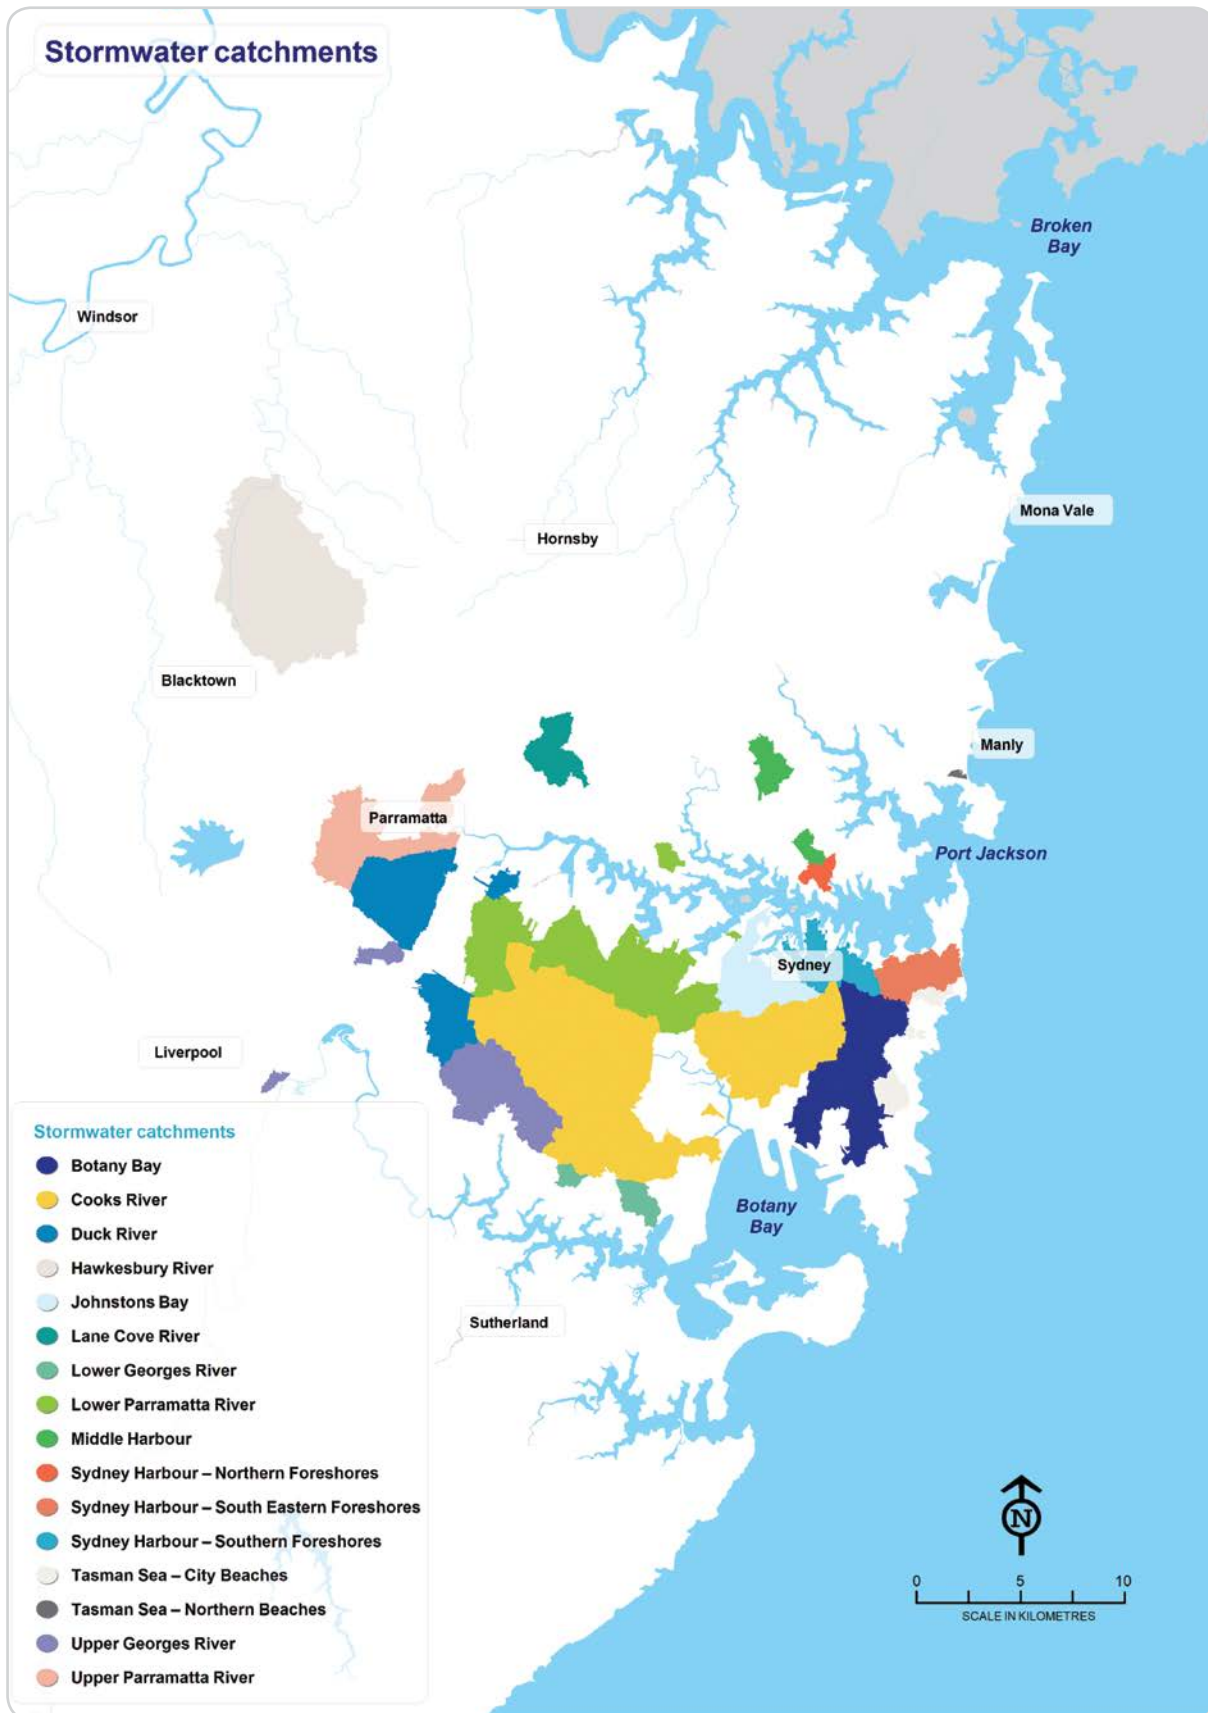 Stormwater catchments
Broken
Bay
Windsor
Mona Vale
Hornsby
Blacktown
Manly
Parramatta
Port Jackson
Sydney
Liverpool
Botany
Bay
Sutherland
Stormwater catchments
Botany Bay
Cooks River
Duck River
Hawkesbury River
Johnstons Bay
Lane Cove River
Lower Georges River
Lower Parramatta River
Middle Harbour
Sydney Harbour – Northern Foreshores
Sydney Harbour – South Eastern Foreshores
Sydney Harbour – Southern Foreshores
Tasman Sea – City Beaches
Tasman Sea – Northern Beaches
Upper Georges River
Upper Parramatta River
N
0 5 10
SCALE IN KILOMETRES